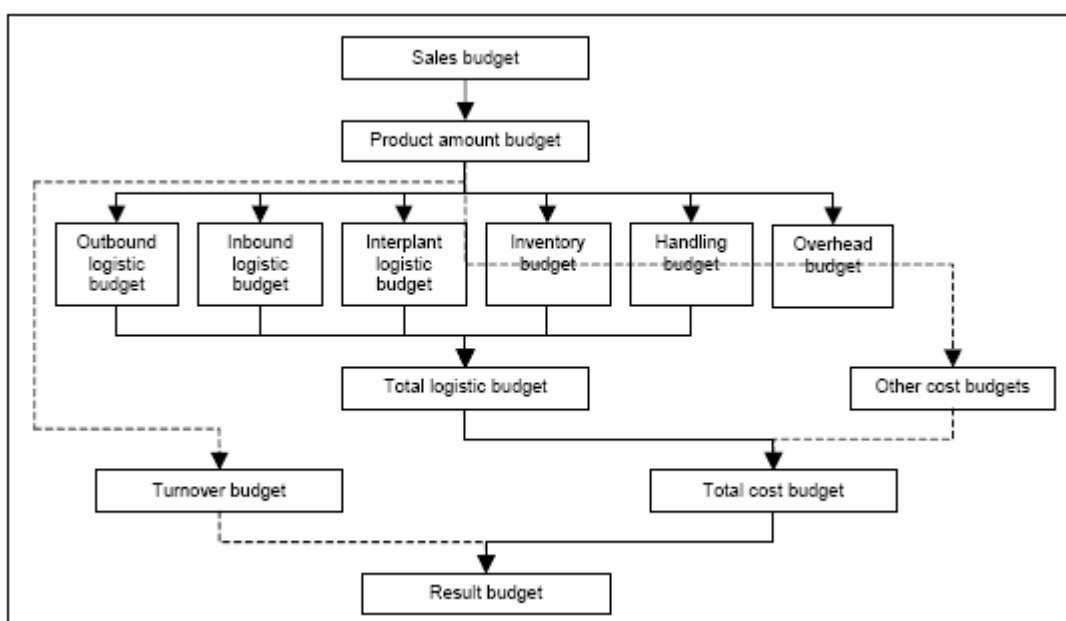 Sales budget
Product amount budget
Outbound
logistic
budget
Inbound
logistic
budget
Interplant
logistic
budget
Inventory
budget
Handling
budget
Overhead
budget
Total logistic budget
Other cost budgets
Turnover budget
Total cost budget
Result budget